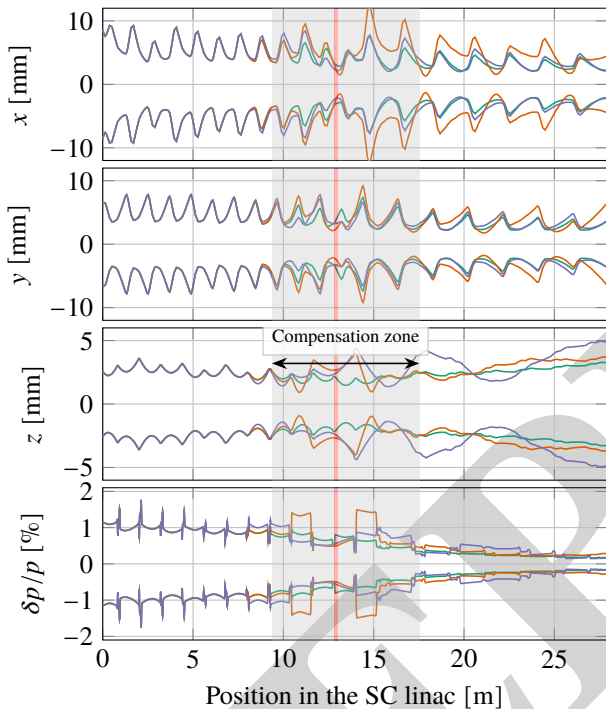 10
0
−10
x [mm]
10
0
−10
y [mm]
5
0
−5
z [mm]
Compensation zone
2
1
0
−1
−2
δp/p [%]
0 5 10 15 20 25
Position in the SC linac [m]